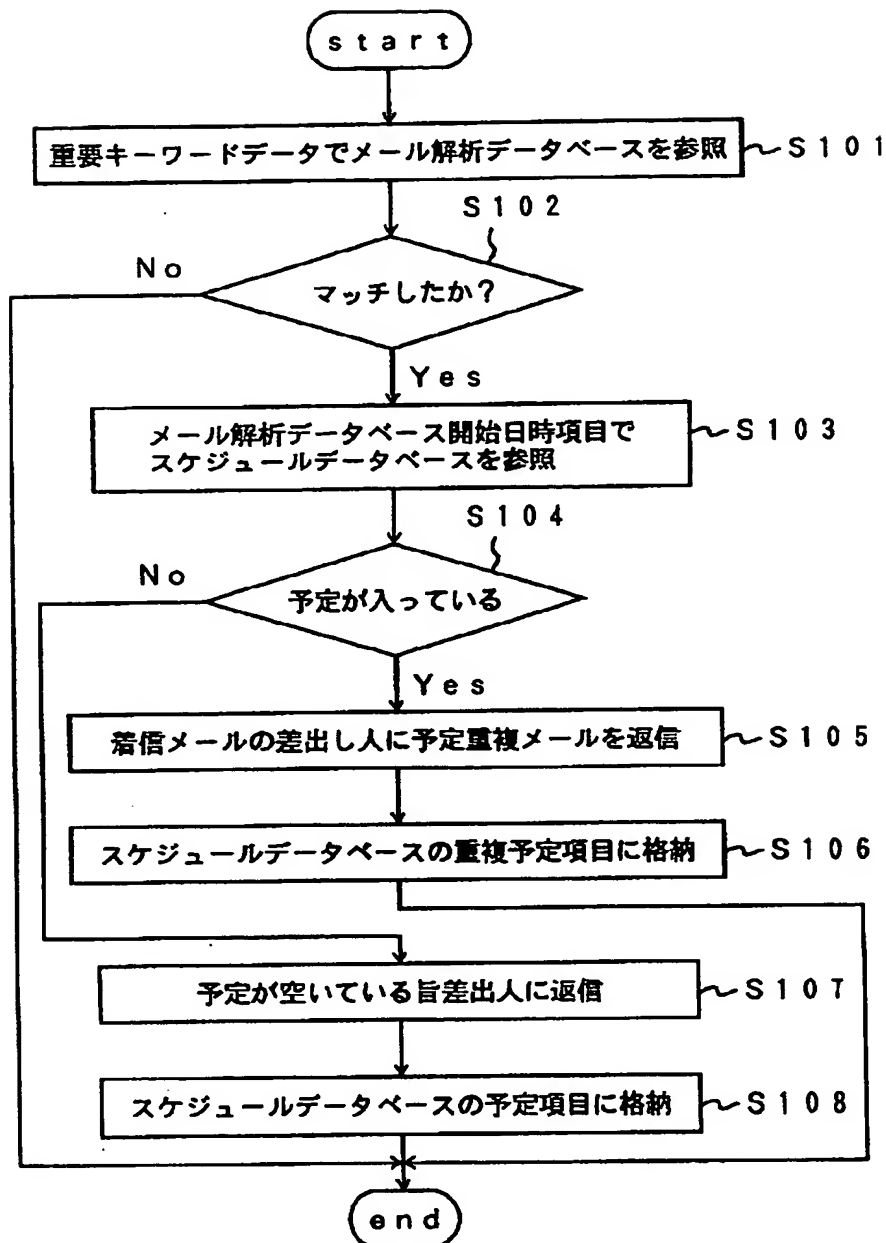 start
重要キーワードデータでメール解析データベースを参照
S101
S102
No
マッチしたか?
Yes
メール解析データベース開始日時項目で
スケジュールデータベースを参照
S103
S104
No
予定が入っている
Yes
着信メールの差出し人に予定重複メールを返信
S105
スケジュールデータベースの重複予定項目に格納
S106
予定が空いている旨差出人に返信
S107
スケジュールデータベースの予定項目に格納
S108
end